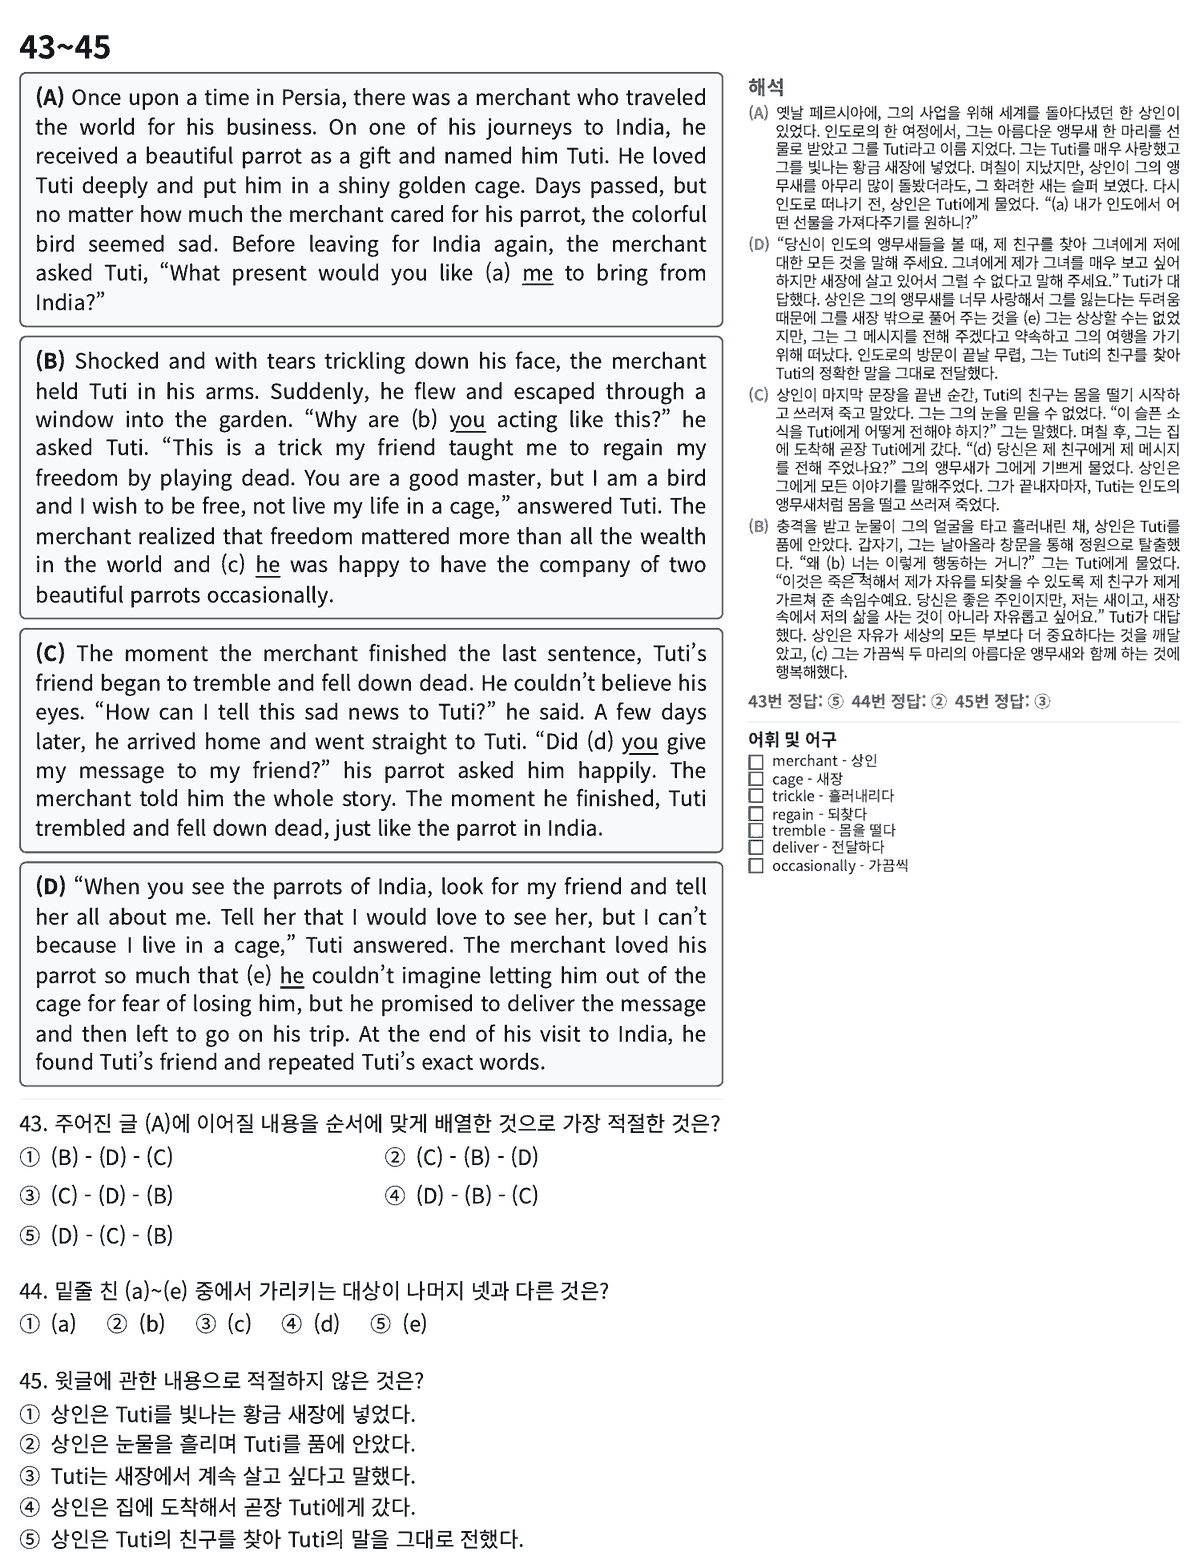 43~45
(A) Once upon a time in Persia, there was a merchant who traveled
the world for his business. On one of his journeys to India, he
received a beautiful parrot as a gift and named him Tuti. He loved
Tuti deeply and put him in a shiny golden cage. Days passed, but
no matter how much the merchant cared for his parrot, the colorful
bird seemed sad. Before leaving for India again, the merchant
asked Tuti, “What present would you like (a) me to bring from
India?”
(B) Shocked and with tears trickling down his face, the merchant
held Tuti in his arms. Suddenly, he flew and escaped through a
window into the garden. “Why are (b) you acting like this?” he
asked Tuti. “This is a trick my friend taught me to regain my
freedom by playing dead. You are a good master, but I am a bird
and I wish to be free, not live my life in a cage,” answered Tuti. The
merchant realized that freedom mattered more than all the wealth
in the world and (c) he was happy to have the company of two
beautiful parrots occasionally.
(C) The moment the merchant finished the last sentence, Tuti’s
friend began to tremble and fell down dead. He couldn’t believe his
eyes. “How can I tell this sad news to Tuti?” he said. A few days
later, he arrived home and went straight to Tuti. “Did (d) you give
my message to my friend?” his parrot asked him happily. The
merchant told him the whole story. The moment he finished, Tuti
trembled and fell down dead, just like the parrot in India.
(D) “When you see the parrots of India, look for my friend and tell
her all about me. Tell her that I would love to see her, but I can’t
because I live in a cage,” Tuti answered. The merchant loved his
parrot so much that (e) he couldn’t imagine letting him out of the
cage for fear of losing him, but he promised to deliver the message
and then left to go on his trip. At the end of his visit to India, he
found Tuti’s friend and repeated Tuti’s exact words.
43. 주어진 글 (A)에 이어질 내용을 순서에 맞게 배열한 것으로 가장 적절한 것은?
① (B) - (D) - (C) ② (C) - (B) - (D)
③ (C) - (D) - (B) ④ (D) - (B) - (C)
⑤ (D) - (C) - (B)
44. 밑줄 친 (a)~(e) 중에서 가리키는 대상이 나머지 넷과 다른 것은?
① (a) ② (b) ③ (c) ④ (d) ⑤ (e)
45. 윗글에 관한 내용으로 적절하지 않은 것은?
① 상인은 Tuti를 빛나는 황금 새장에 넣었다.
② 상인은 눈물을 흘리며 Tuti를 품에 안았다.
③ Tuti는 새장에서 계속 살고 싶다고 말했다.
④ 상인은 집에 도착해서 곧장 Tuti에게 갔다.
⑤ 상인은 Tuti의 친구를 찾아 Tuti의 말을 그대로 전했다.
해석
(A) 옛날 페르시아에, 그의 사업을 위해 세계를 돌아다녔던 한 상인이
있었다. 인도로의 한 여정에서, 그는 아름다운 앵무새 한 마리를 선
물로 받았고 그를 Tuti라고 이름 지었다. 그는 Tuti를 매우 사랑했고
그를 빛나는 황금 새장에 넣었다. 며칠이 지났지만, 상인이 그의 앵
무새를 아무리 많이 돌봤더라도, 그 화려한 새는 슬퍼 보였다. 다시
인도로 떠나기 전, 상인은 Tuti에게 물었다. “(a) 내가 인도에서 어
떤 선물을 가져다주기를 원하니?”
(D) “당신이 인도의 앵무새들을 볼 때, 제 친구를 찾아 그녀에게 저에
대한 모든 것을 말해 주세요. 그녀에게 제가 그녀를 매우 보고 싶어
하지만 새장에 살고 있어서 그럴 수 없다고 말해 주세요.” Tuti가 대
답했다. 상인은 그의 앵무새를 너무 사랑해서 그를 잃는다는 두려움
때문에 그를 새장 밖으로 풀어 주는 것을 (e) 그는 상상할 수는 없었
지만, 그는 그 메시지를 전해 주겠다고 약속하고 그의 여행을 가기
위해 떠났다. 인도로의 방문이 끝날 무렵, 그는 Tuti의 친구를 찾아
Tuti의 정확한 말을 그대로 전달했다.
(C) 상인이 마지막 문장을 끝낸 순간, Tuti의 친구는 몸을 떨기 시작하
고 쓰러져 죽고 말았다. 그는 그의 눈을 믿을 수 없었다. “이 슬픈 소
식을 Tuti에게 어떻게 전해야 하지?” 그는 말했다. 며칠 후, 그는 집
에 도착해 곧장 Tuti에게 갔다. “(d) 당신은 제 친구에게 제 메시지
를 전해 주었나요?” 그의 앵무새가 그에게 기쁘게 물었다. 상인은
그에게 모든 이야기를 말해주었다. 그가 끝내자마자, Tuti는 인도의
앵무새처럼 몸을 떨고 쓰러져 죽었다.
(B) 충격을 받고 눈물이 그의 얼굴을 타고 흘러내린 채, 상인은 Tuti를
품에 안았다. 갑자기, 그는 날아올라 창문을 통해 정원으로 탈출했
다. “왜 (b) 너는 이렇게 행동하는 거니?” 그는 Tuti에게 물었다.
“이것은 죽은 척해서 제가 자유를 되찾을 수 있도록 제 친구가 제게
가르쳐 준 속임수예요. 당신은 좋은 주인이지만, 저는 새이고, 새장
속에서 저의 삶을 사는 것이 아니라 자유롭고 싶어요.” Tuti가 대답
했다. 상인은 자유가 세상의 모든 부보다 더 중요하다는 것을 깨달
았고, (c) 그는 가끔씩 두 마리의 아름다운 앵무새와 함께 하는 것에
행복해했다.
43번 정답: ⑤ 44번 정답: ② 45번 정답: ③
어휘 및 어구
merchant - 상인
cage - 새장
trickle - 흘러내리다
regain - 되찾다
tremble - 몸을 떨다
deliver - 전달하다
occasionally - 가끔씩